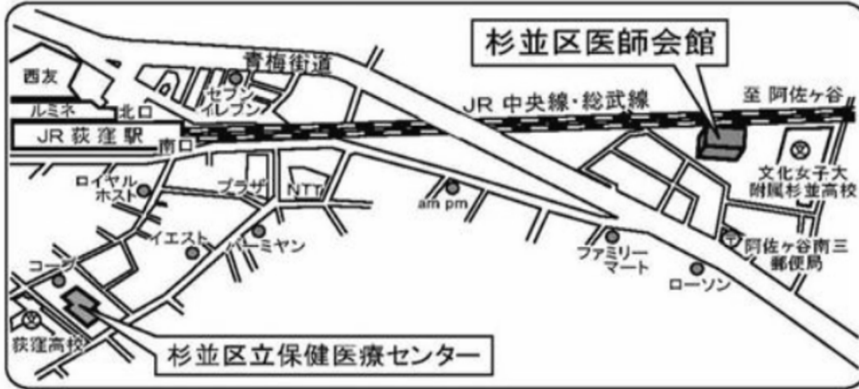 杉並区医師会館
青梅街道
西友
セブン
イレブン
至 阿佐ヶ谷
JR 中央線・総武線
ルミネ
北口
JR 荻窪駅
南口
文化女子大
附属杉並高校
ロイヤル
ホスト
プラザ
NTT
am pm
イエスト
バーミヤン
ファミリー
マート
阿佐ヶ谷南三
郵便局
コープ
ローソン
荻窪高校
杉並区立保健医療センター